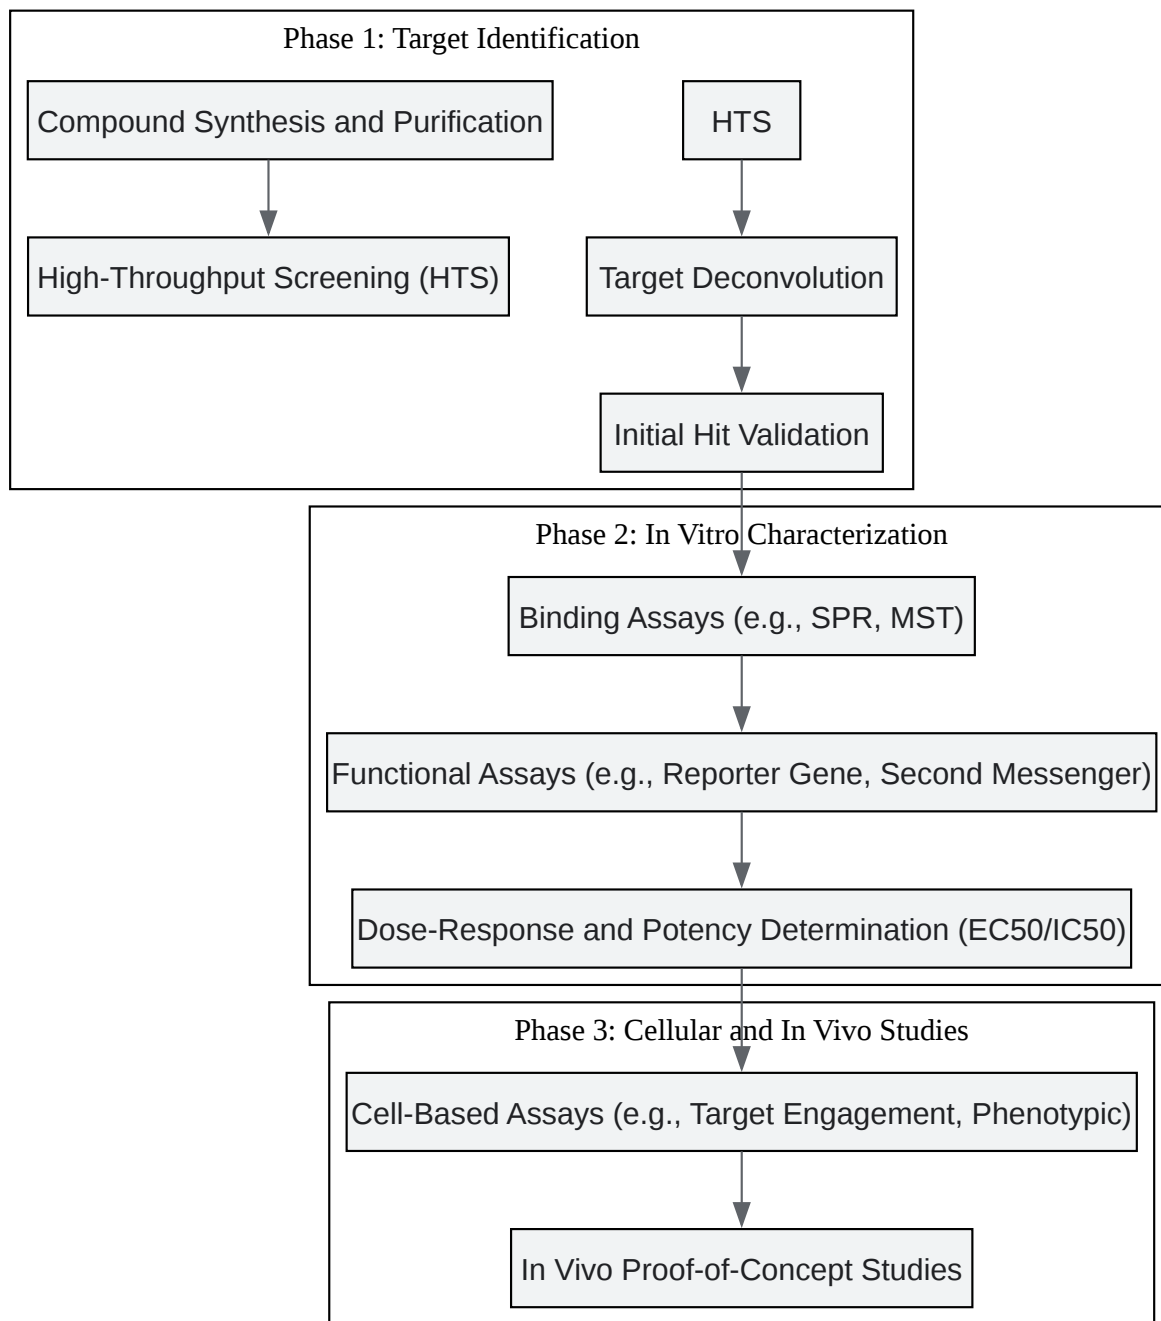 Phase 1: Target Identification
Compound Synthesis and Purification
HTS
High-Throughput Screening (HTS)
Target Deconvolution
Initial Hit Validation
Phase 2: In Vitro Characterization
Binding Assays (e.g., SPR, MST)
Functional Assays (e.g., Reporter Gene, Second Messenger)
Dose-Response and Potency Determination (EC50/IC50)
Phase 3: Cellular and In Vivo Studies
Cell-Based Assays (e.g., Target Engagement, Phenotypic)
In Vivo Proof-of-Concept Studies